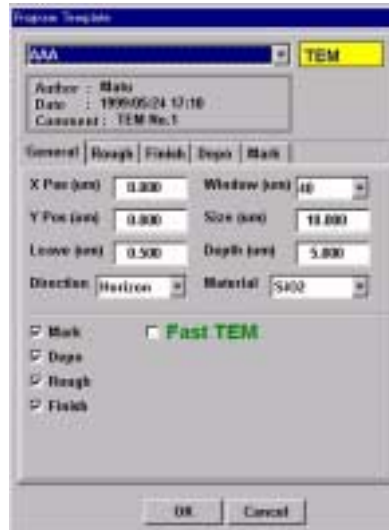 Program Template
AAA TEM
Author : Matu
Date : 1999/05/24 17:10
Comment : TEM No.1
General Rough Finish Depo Mark
X Pos (um) 0.000 Window (um) 40
Y Pos (um) 0.000 Size (um) 10.000
Leave (um) 0.500 Depth (um) 5.000
Direction Horizon Material SiO2
Mark Fast TEM
Depo
Rough
Finish
OK Cancel